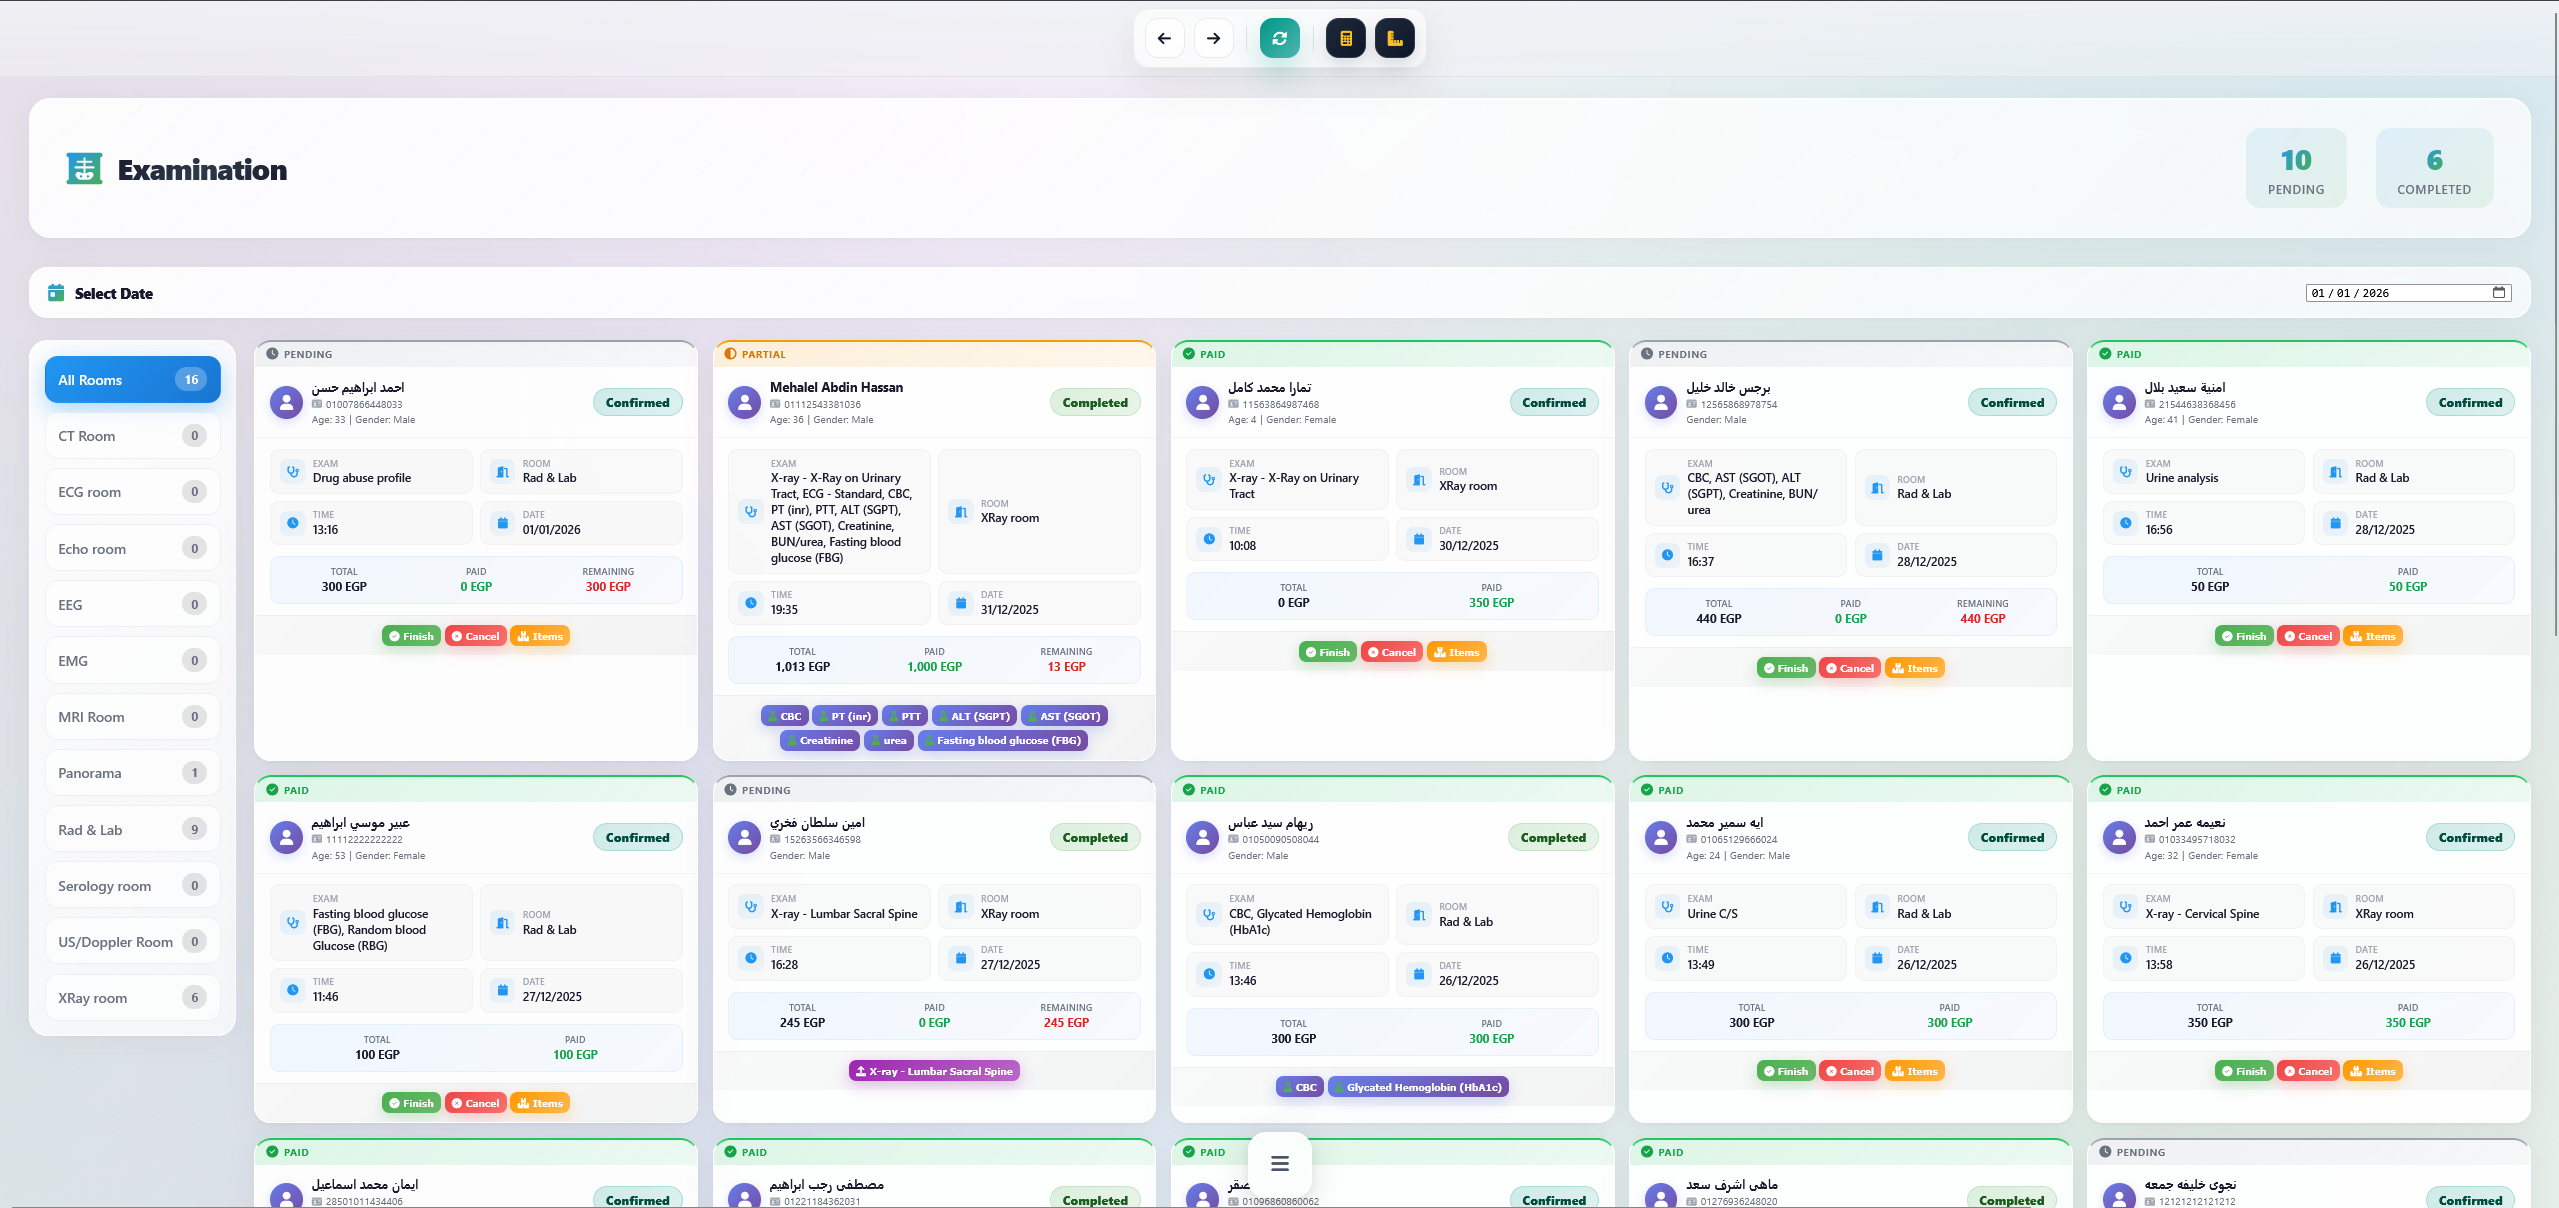 Examination
10
PENDING
6
COMPLETED
Select Date
01/01/2026
All Rooms 16
CT Room 0
ECG room 0
Echo room 0
EEG 0
EMG 0
MRI Room 0
Panorama 1
Rad & Lab 9
Serology room 0
US/Doppler Room 0
XRay room 6
PENDING
احمد ابراهيم حسن
01007866448033
Age: 33 | Gender: Male
Confirmed
EXAM
Drug abuse profile
ROOM
Rad & Lab
TIME
13:16
DATE
01/01/2026
TOTAL
300 EGP
PAID
0 EGP
REMAINING
300 EGP
Finish Cancel Items
PARTIAL
Mehalel Abdin Hassan
01112543381036
Age: 36 | Gender: Male
Completed
EXAM
X-ray - X-Ray on Urinary
Tract, ECG - Standard, CBC,
PT (inr), PTT, ALT (SGPT),
AST (SGOT), Creatinine,
BUN/urea, Fasting blood
glucose (FBG)
ROOM
XRay room
TIME
19:35
DATE
31/12/2025
TOTAL
1,013 EGP
PAID
1,000 EGP
REMAINING
13 EGP
CBC PT (inr) PTT ALT (SGPT) AST (SGOT)
Creatinine urea Fasting blood glucose (FBG)
PAID
تمارا محمد كامل
11563864987468
Age: 4 | Gender: Female
Confirmed
EXAM
X-ray - X-Ray on Urinary
Tract
ROOM
XRay room
TIME
10:08
DATE
30/12/2025
TOTAL
0 EGP
PAID
350 EGP
Finish Cancel Items
PENDING
برجس خالد خليل
12565868978754
Gender: Male
Confirmed
EXAM
CBC, AST (SGOT), ALT
(SGPT), Creatinine, BUN/
urea
ROOM
Rad & Lab
TIME
16:37
DATE
28/12/2025
TOTAL
440 EGP
PAID
0 EGP
REMAINING
440 EGP
Finish Cancel Items
PAID
امنية سعيد بلال
21544638368456
Age: 41 | Gender: Female
Confirmed
EXAM
Urine analysis
ROOM
Rad & Lab
TIME
16:56
DATE
28/12/2025
TOTAL
50 EGP
PAID
50 EGP
Finish Cancel Items
PAID
عبير موسي ابراهيم
11112222222222
Age: 53 | Gender: Female
Confirmed
EXAM
Fasting blood glucose
(FBG), Random blood
Glucose (RBG)
ROOM
Rad & Lab
TIME
11:46
DATE
27/12/2025
TOTAL
100 EGP
PAID
100 EGP
Finish Cancel Items
PENDING
امين سلطان فخري
15263566346598
Gender: Male
Completed
EXAM
X-ray - Lumbar Sacral Spine
ROOM
XRay room
TIME
16:28
DATE
27/12/2025
TOTAL
245 EGP
PAID
0 EGP
REMAINING
245 EGP
X-ray - Lumbar Sacral Spine
PAID
ريهام سيد عباس
01050090508044
Gender: Male
Completed
EXAM
CBC, Glycated Hemoglobin
(HbA1c)
ROOM
Rad & Lab
TIME
13:46
DATE
26/12/2025
TOTAL
300 EGP
PAID
300 EGP
CBC Glycated Hemoglobin (HbA1c)
PAID
ايه سمير محمد
01065129666024
Age: 24 | Gender: Male
Confirmed
EXAM
Urine C/S
ROOM
Rad & Lab
TIME
13:49
DATE
26/12/2025
TOTAL
300 EGP
PAID
300 EGP
Finish Cancel Items
PAID
نعيمه عمر احمد
01033495718032
Age: 32 | Gender: Female
Confirmed
EXAM
X-ray - Cervical Spine
ROOM
XRay room
TIME
13:58
DATE
26/12/2025
TOTAL
350 EGP
PAID
350 EGP
Finish Cancel Items
PAID
ايمان محمد اسماعيل
28501011434406
Confirmed
PAID
مصطفى رجب ابراهيم
01221184362031
Completed
PAID
صقر
01096860860062
Confirmed
PAID
ماهى اشرف سعد
01276936248020
Completed
PENDING
نجوى خليفه جمعه
12121212121212
Confirmed